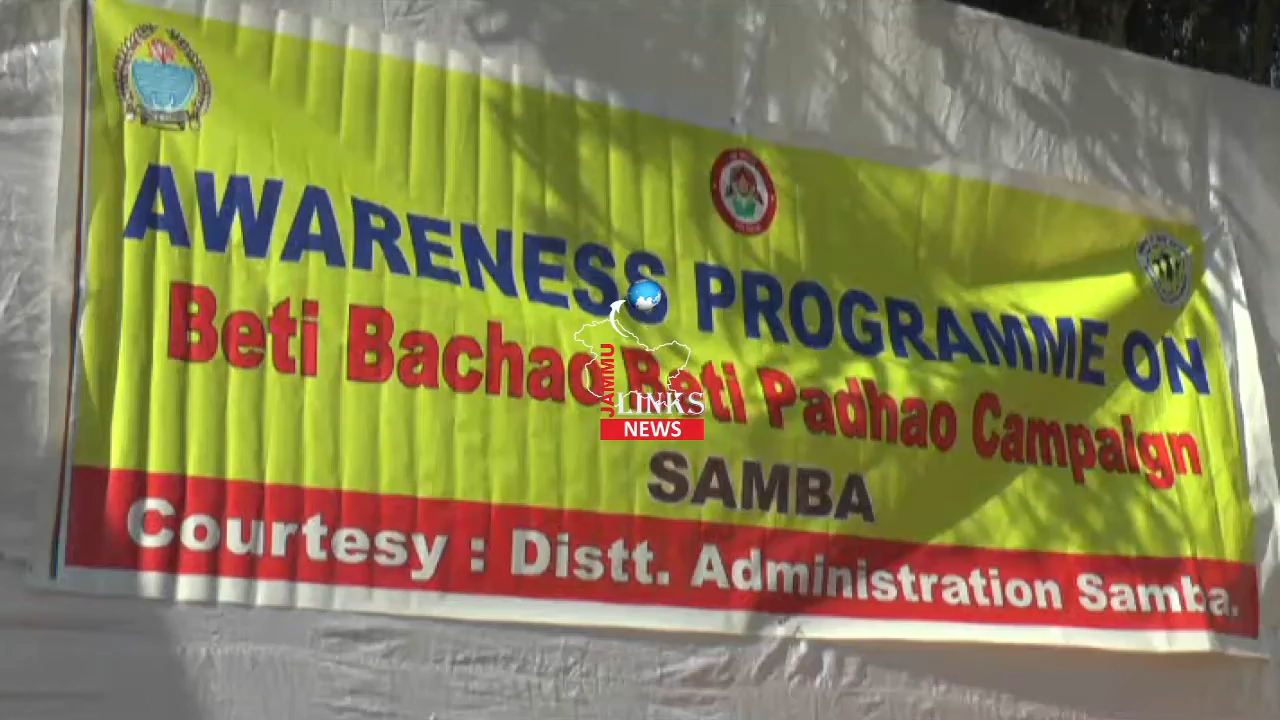 AWARENESS PROGRAMME ON
Beti Bachao Beti Padhao Campaign
SAMBA
Courtesy : Distt. Administration Samba.
JAMMU
LINKS
NEWS